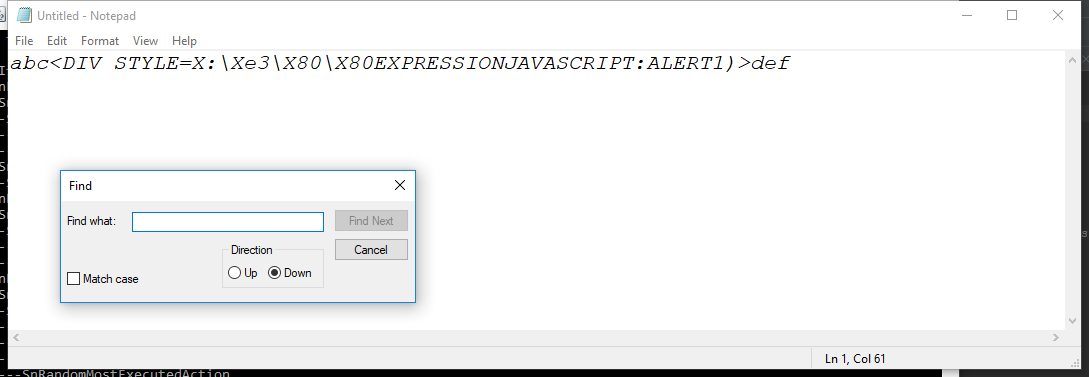 Untitled - Notepad
File Edit Format View Help
abc<DIV STYLE=X:\Xe3\X80\X80EXPRESSIONJAVASCRIPT:ALERT1)>def
Find
Find what:
Find Next
Cancel
Direction
Up Down
Match case
Ln 1, Col 61
---SnRandomMostExecutedAction